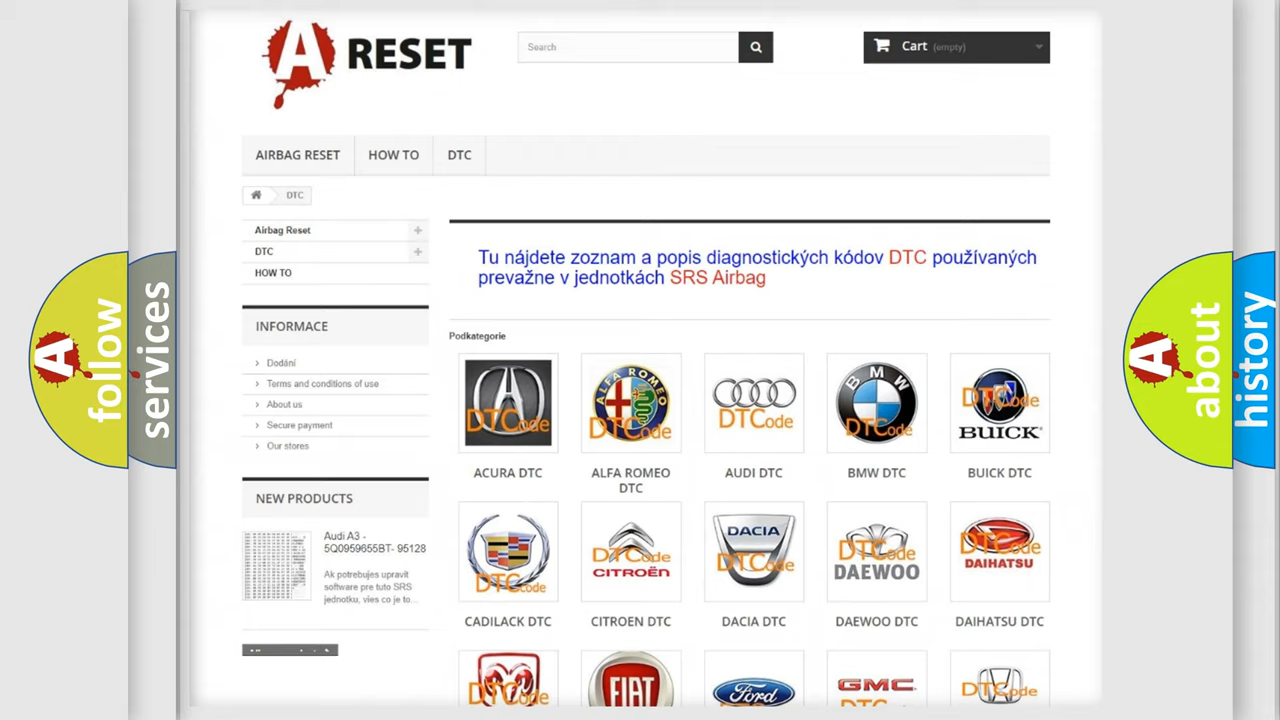 A RESET
Search
Cart (empty)
AIRBAG RESET
HOW TO
DTC
DTC
Airbag Reset
DTC
HOW TO
Tu nájdete zoznam a popis diagnostických kódov DTC používaných
prevažne v jednotkách SRS Airbag
INFORMACE
Dodání
Terms and conditions of use
About us
Secure payment
Our stores
Podkategorie
DTCode
ALFA ROMEO
DTCode
DTCode
BMW
DTCode
DTCode
BUICK
ACURA DTC
ALFA ROMEO
DTC
AUDI DTC
BMW DTC
BUICK DTC
NEW PRODUCTS
Audi A3 -
5Q0959655BT- 95128
Ak potrebujes upravit
software pre tuto SRS
jednotku, vies co je to...
DTCode
DTCode
CITROËN
DACIA
DTCode
DTCode
DAEWOO
DTCode
DAIHATSU
CADILACK DTC
CITROEN DTC
DACIA DTC
DAEWOO DTC
DAIHATSU DTC
DTCode
FIAT
Ford
GMC
DTCode
A follow
services
A about
history